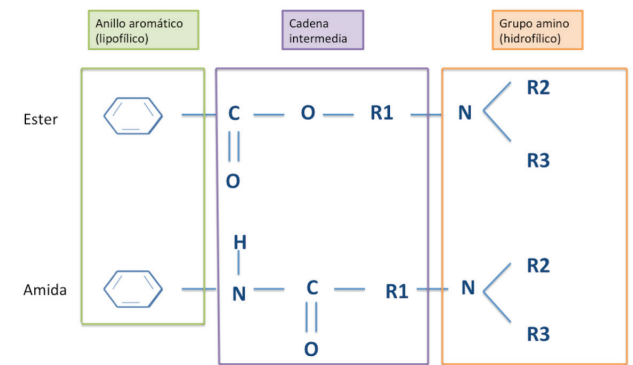 Anillo aromático
(lipofílico)
Cadena
intermedia
Grupo amino
(hidrofílico)
Ester
C
O
R1
N
R2
R3
O
Amida
H
N
C
R1
N
R2
R3
O